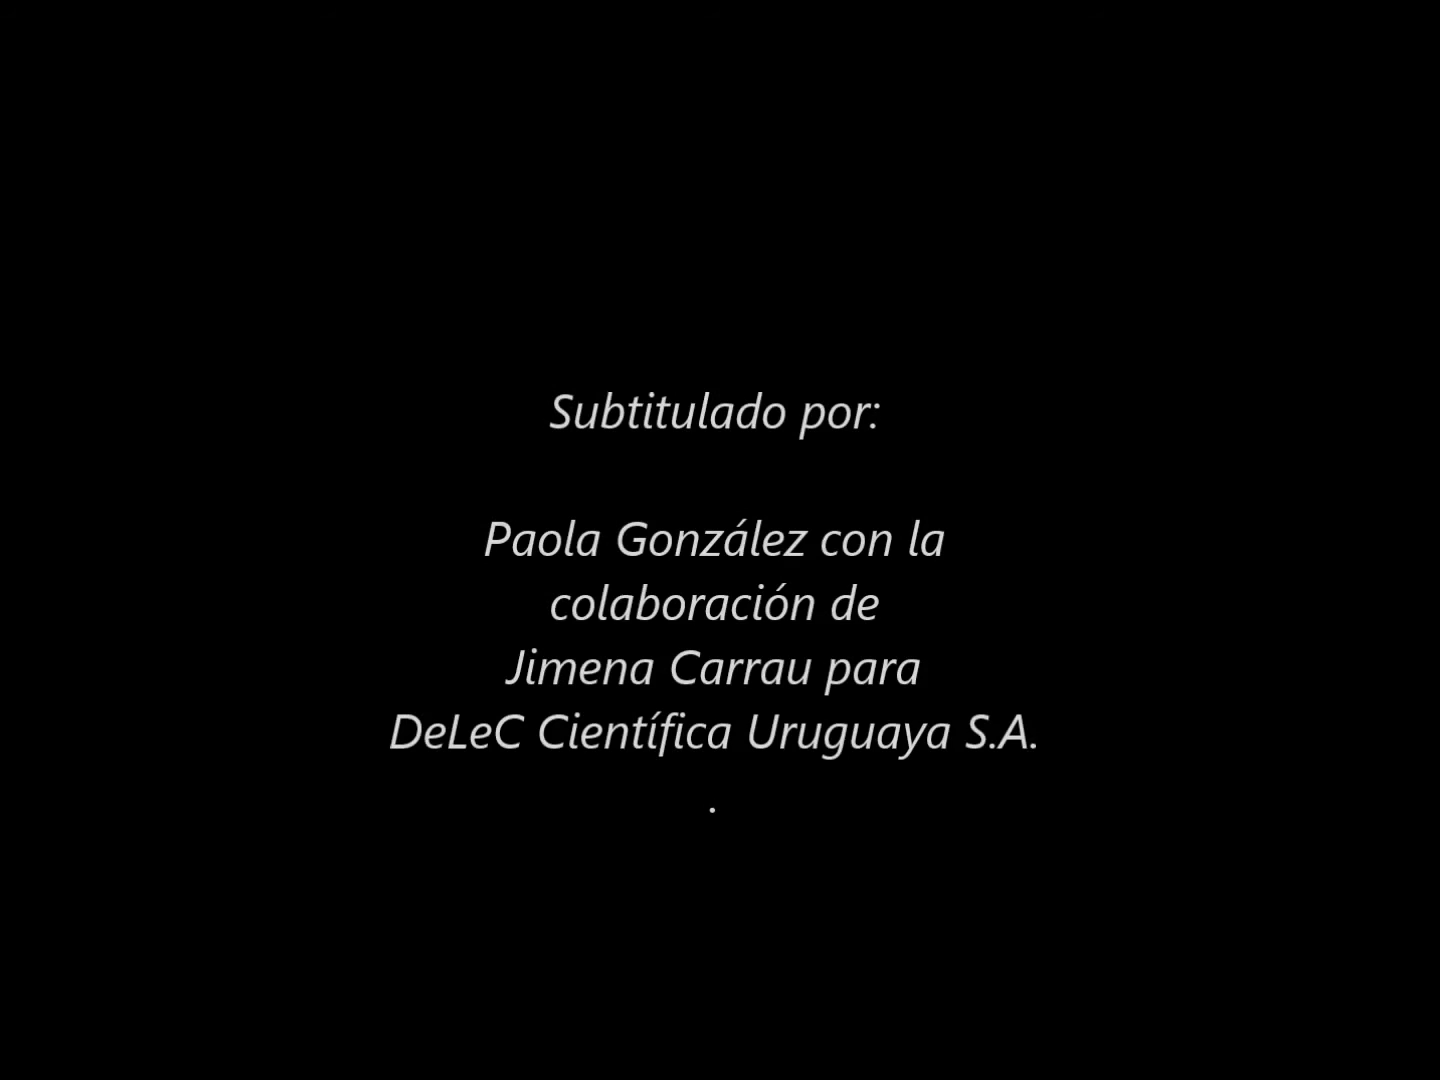 Subtitulado por:
Paola González con la
colaboración de
Jimena Carrau para
DeLeC Científica Uruguaya S.A.
.